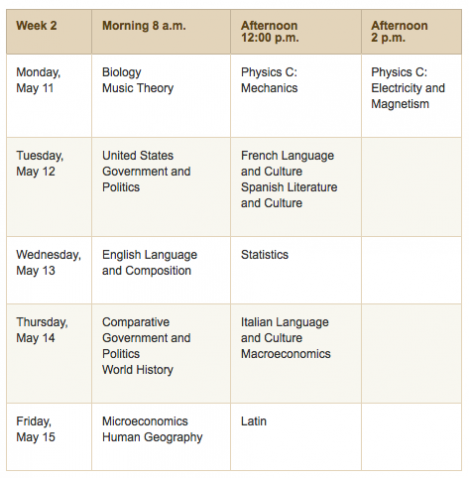 Week 2
Morning 8 a.m.
Afternoon
12:00 p.m.
Afternoon
2 p.m.
Monday,
May 11
Biology
Music Theory
Physics C:
Mechanics
Physics C:
Electricity and
Magnetism
Tuesday,
May 12
United States
Government and
Politics
French Language
and Culture
Spanish Literature
and Culture
Wednesday,
May 13
English Language
and Composition
Statistics
Thursday,
May 14
Comparative
Government and
Politics
World History
Italian Language
and Culture
Macroeconomics
Friday,
May 15
Microeconomics
Human Geography
Latin